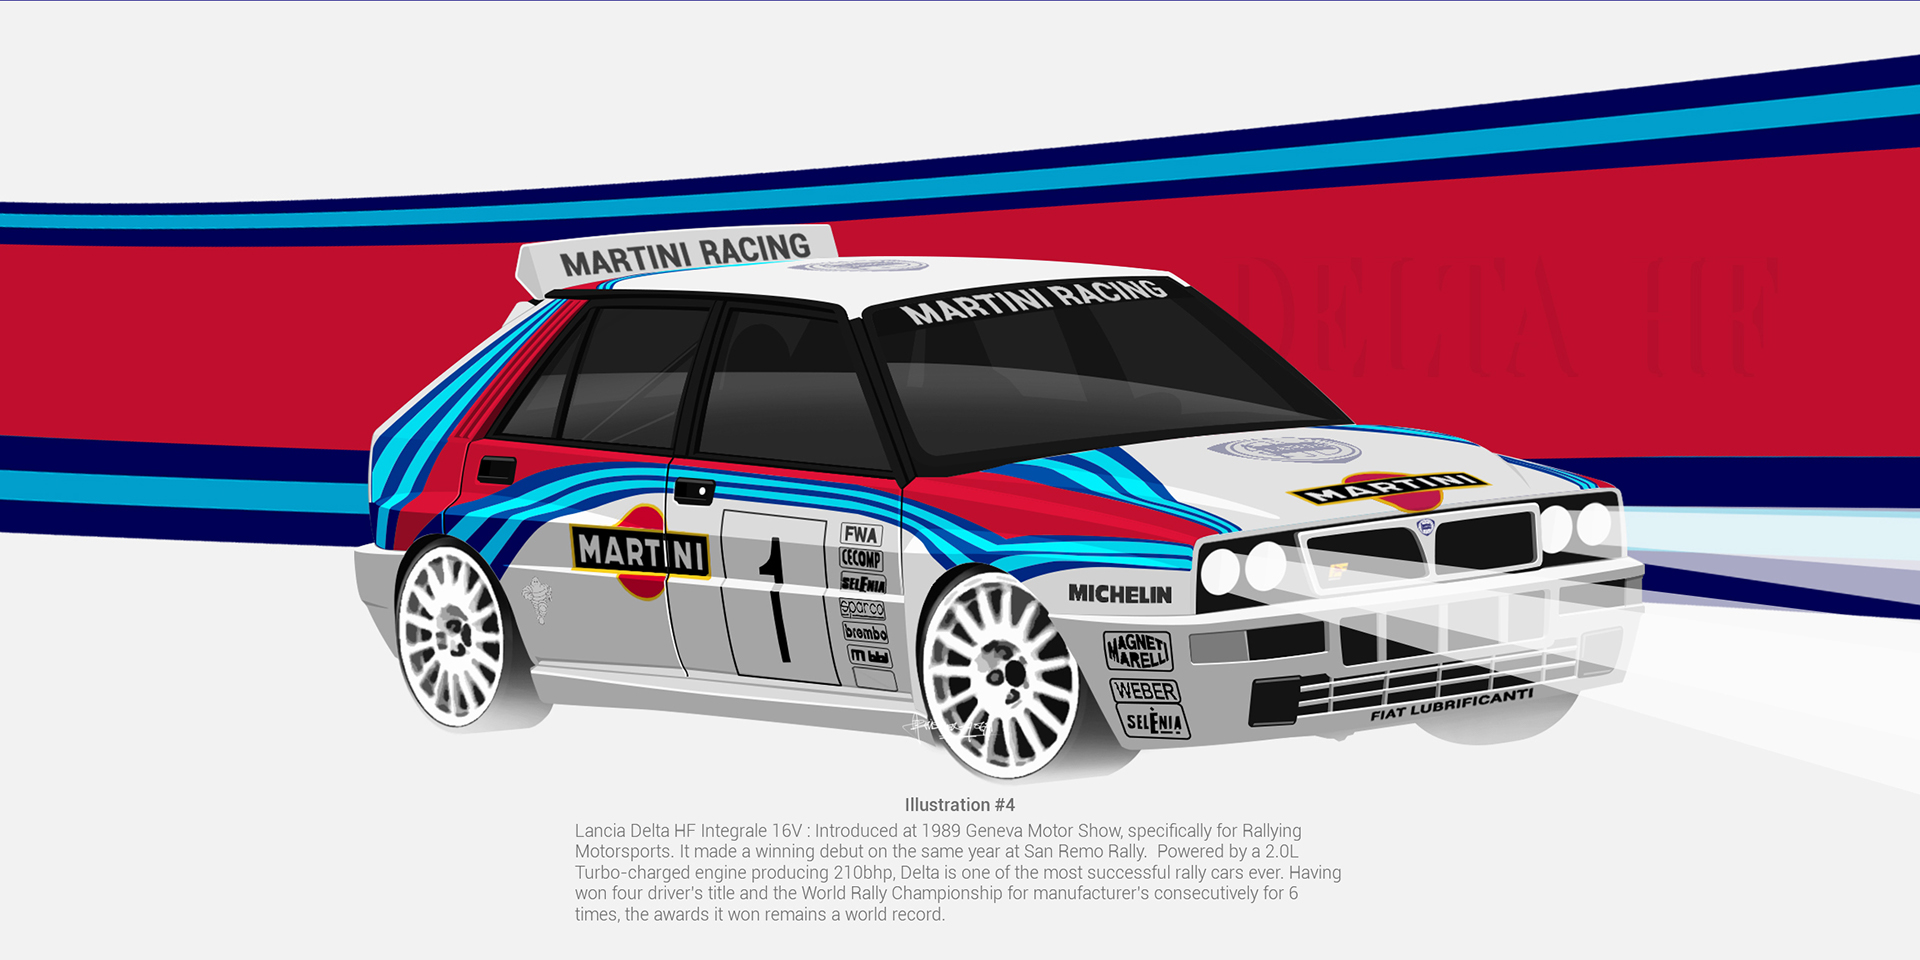 DELTA HF
MARTINI RACING
MARTINI RACING
MARTINI
MARTINI
1
FWA
CECOMP
SELENIA
sparco
brembo
MICHELIN
MAGNETI
MARELLI
WEBER
SELÈNIA
FIAT LUBRIFICANTI
Illustration #4
Lancia Delta HF Integrale 16V : Introduced at 1989 Geneva Motor Show, specifically for Rallying
Motorsports. It made a winning debut on the same year at San Remo Rally.  Powered by a 2.0L
Turbo-charged engine producing 210bhp, Delta is one of the most successful rally cars ever. Having
won four driver's title and the World Rally Championship for manufacturer's consecutively for 6
times, the awards it won remains a world record.